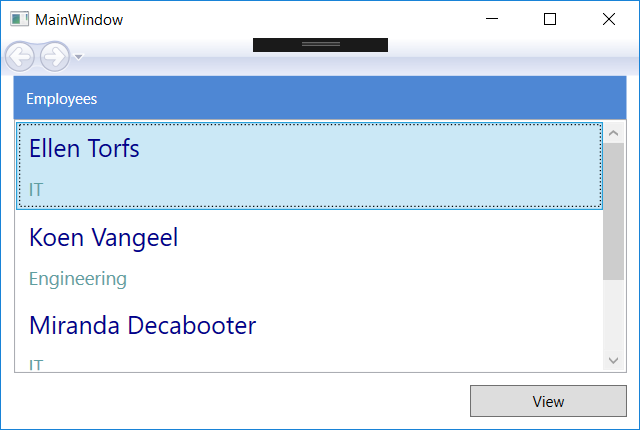 MainWindow
Employees
Ellen Torfs
IT
Koen Vangeel
Engineering
Miranda Decabooter
IT
View